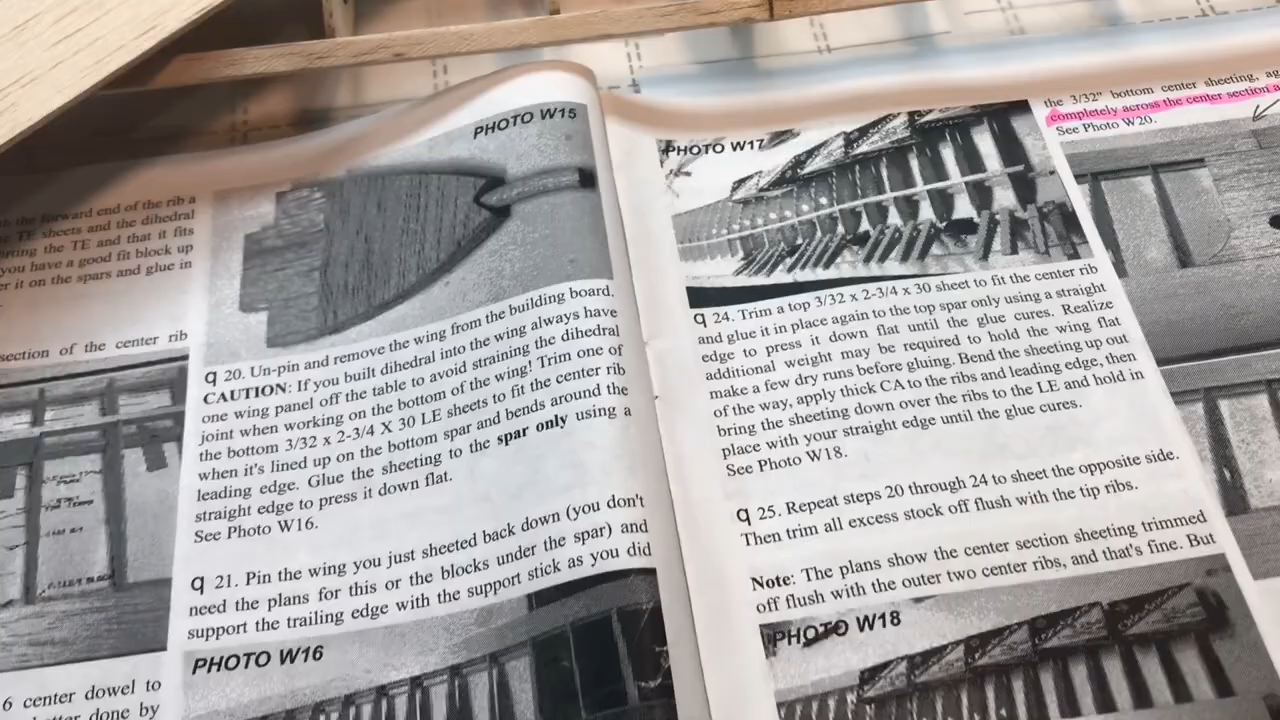 the forward end of the rib a
TE sheets and the dihedral
the TE and that it fits
you have a good fit block up
it on the spars and glue in
section of the center rib
6 center dowel to
done by
PHOTO W15
q 20. Un-pin and remove the wing from the building board.
CAUTION: If you built dihedral into the wing always have
one wing panel off the table to avoid straining the dihedral
joint when working on the bottom of the wing! Trim one of
the bottom 3/32 x 2-3/4 X 30 LE sheets to fit the center rib
when it's lined up on the bottom spar and bends around the
leading edge. Glue the sheeting to the spar only using a
straight edge to press it down flat.
See Photo W16.
q 21. Pin the wing you just sheeted back down (you don't
need the plans for this or the blocks under the spar) and
support the trailing edge with the support stick as you did
PHOTO W16
PHOTO W17
q 24. Trim a top 3/32 x 2-3/4 x 30 sheet to fit the center rib
and glue it in place again to the top spar only using a straight
edge to press it down flat until the glue cures. Realize
additional weight may be required to hold the wing flat
make a few dry runs before gluing. Bend the sheeting up out
of the way, apply thick CA to the ribs and leading edge, then
bring the sheeting down over the ribs to the LE and hold in
place with your straight edge until the glue cures.
See Photo W18.
q 25. Repeat steps 20 through 24 to sheet the opposite side.
Then trim all excess stock off flush with the tip ribs.
Note: The plans show the center section sheeting trimmed
off flush with the outer two center ribs, and that's fine. But
PHOTO W18
the 3/32" bottom center sheeting, ag
completely across the center section a
See Photo W20.